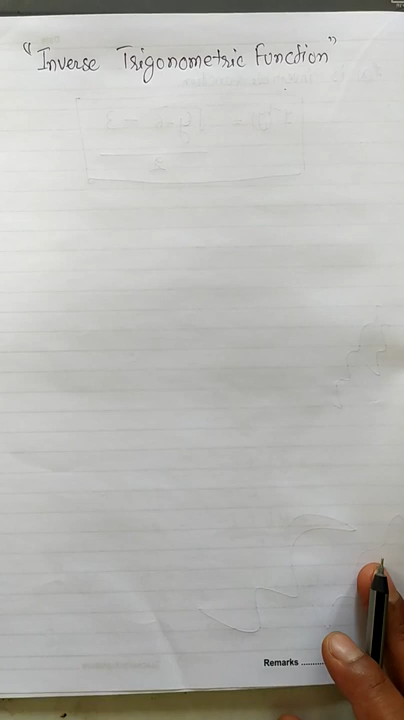 "Inverse Trigonometric Function"
Remarks ..........